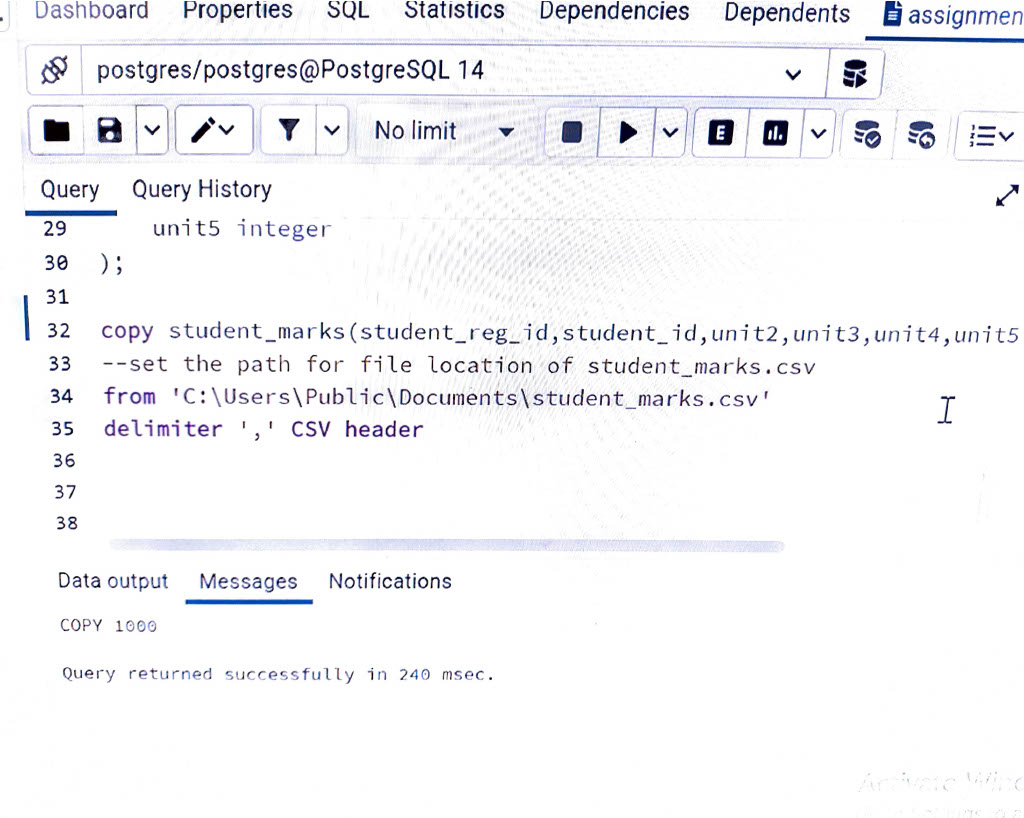 Dashboard Properties SQL Statistics Dependencies Dependents assignmen
postgres/postgres@PostgreSQL 14
No limit E
Query Query History
29 unit5 integer
30 );
31
32 copy student_marks(student_reg_id,student_id,unit2,unit3,unit4,unit5
33 --set the path for file location of student_marks.csv
34 from 'C:\Users\Public\Documents\student_marks.csv'
35 delimiter ',' CSV header
36
37
38
Data output Messages Notifications
COPY 1000
Query returned successfully in 240 msec.
Activate Wind